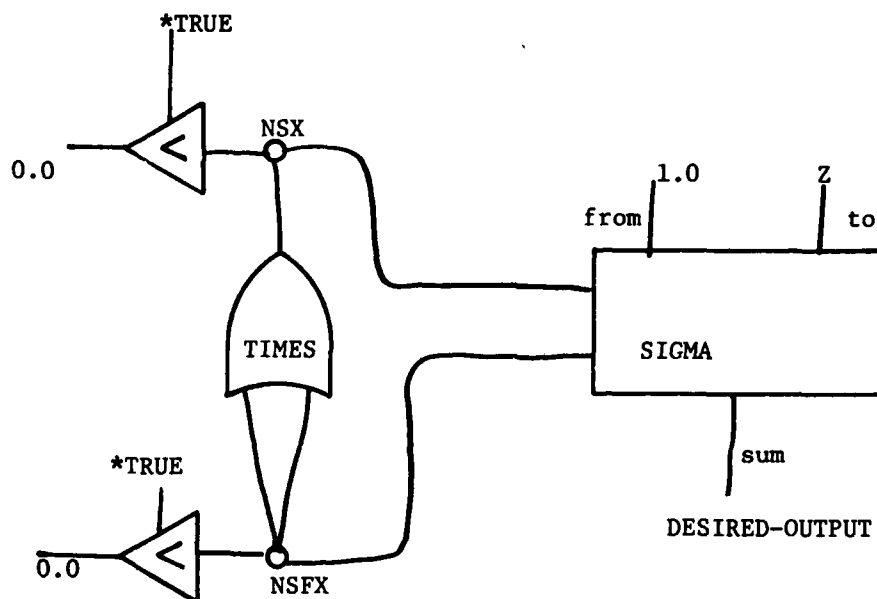 *TRUE
NSX
<
0.0
1.0
Z
from
to
TIMES
SIGMA
*TRUE
sum
<
DESIRED-OUTPUT
0.0
NSFX